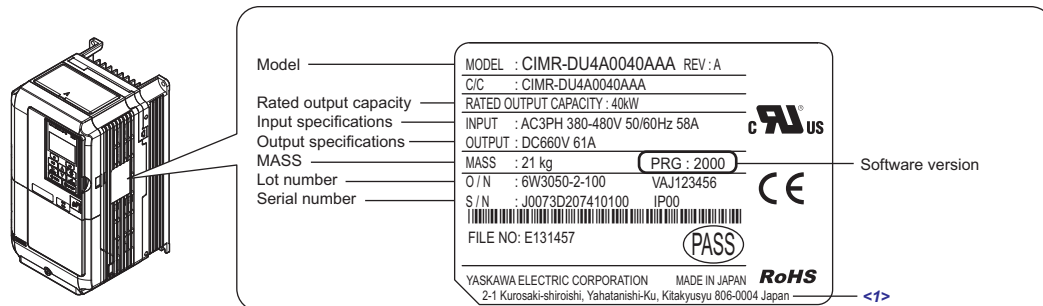 Model
Rated output capacity
Input specifications
Output specifications
MASS
Lot number
Serial number
MODEL : CIMR-DU4A0040AAA REV : A
C/C : CIMR-DU4A0040AAA
RATED OUTPUT CAPACITY : 40kW
INPUT : AC3PH 380-480V 50/60Hz 58A
OUTPUT : DC660V 61A
MASS : 21 kg PRG : 2000
O / N : 6W3050-2-100 VAJ123456
S / N : J0073D207410100 IP00
FILE NO: E131457
PASS
YASKAWA ELECTRIC CORPORATION MADE IN JAPAN
2-1 Kurosaki-shiroishi, Yahatanishi-Ku, Kitakyusyu 806-0004 Japan
c RU US
CE
RoHS
Software version
<1>